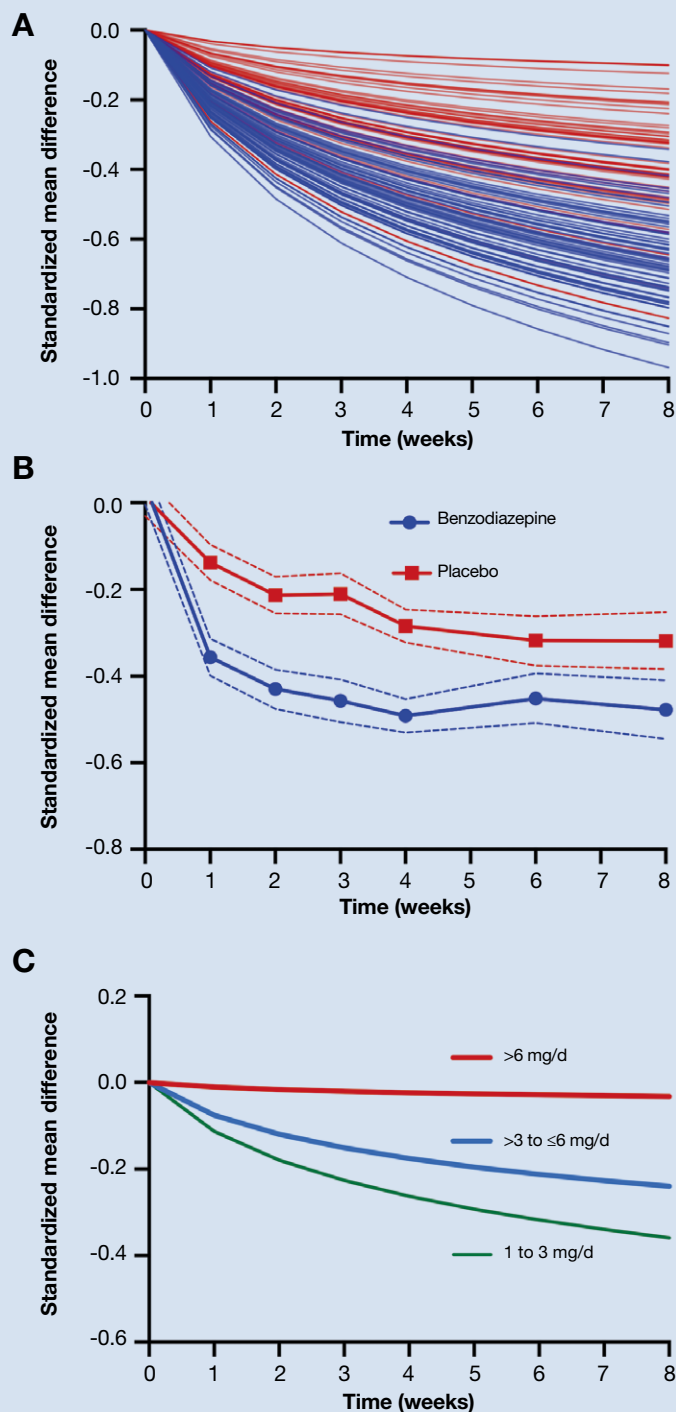 A
Standardized mean difference
0.0
-0.2
-0.4
-0.6
-0.8
-1.0
0 1 2 3 4 5 6 7 8
Time (weeks)
B
Standardized mean difference
0.0
-0.2
-0.4
-0.6
-0.8
Benzodiazepine
Placebo
0 1 2 3 4 5 6 7 8
Time (weeks)
C
Standardized mean difference
0.2
0.0
-0.2
-0.4
-0.6
>6 mg/d
>3 to ≤6 mg/d
1 to 3 mg/d
0 1 2 3 4 5 6 7 8
Time (weeks)